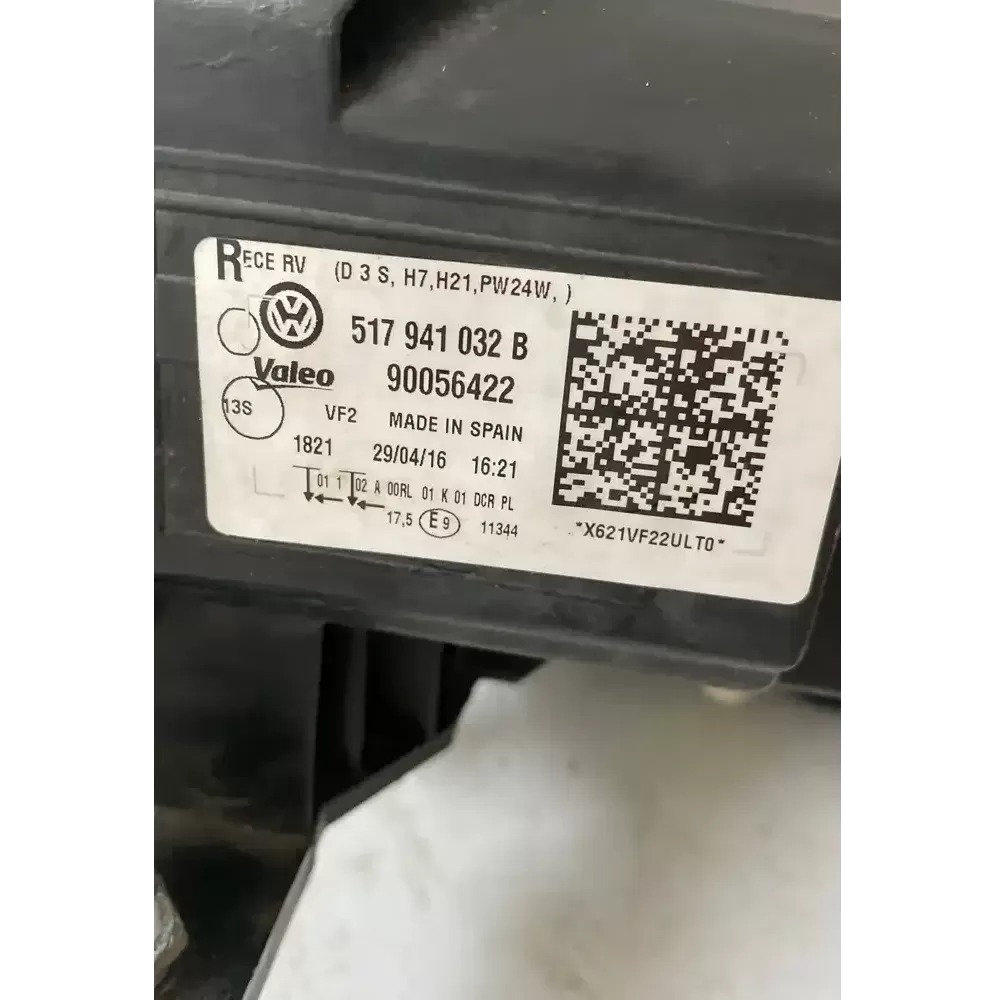 R ECE RV (D 3 S, H7,H21,PW24W, )
517 941 032 B
Valeo 90056422
13S VF2 MADE IN SPAIN
1821 29/04/16 16:21
01 1 02 A 00RL 01 K 01 DCR PL
17,5 E9 11344
*X621VF22ULT0*